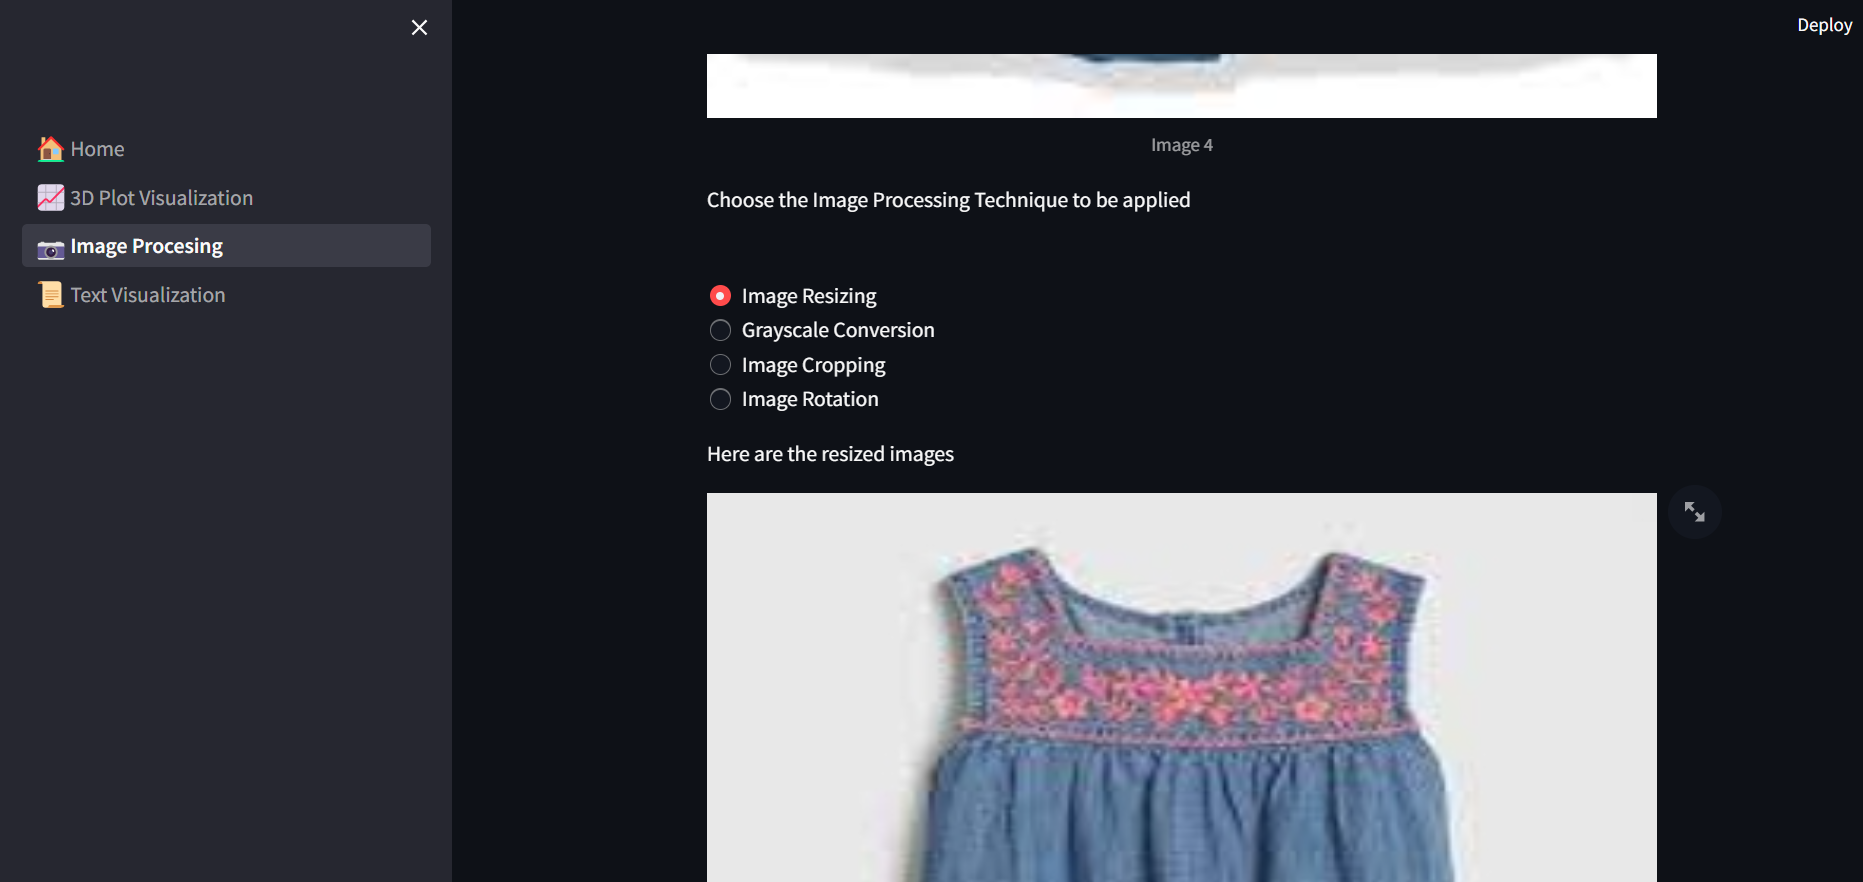 Deploy
Home
3D Plot Visualization
Image Procesing
Text Visualization
Image 4
Choose the Image Processing Technique to be applied
Image Resizing
Grayscale Conversion
Image Cropping
Image Rotation
Here are the resized images